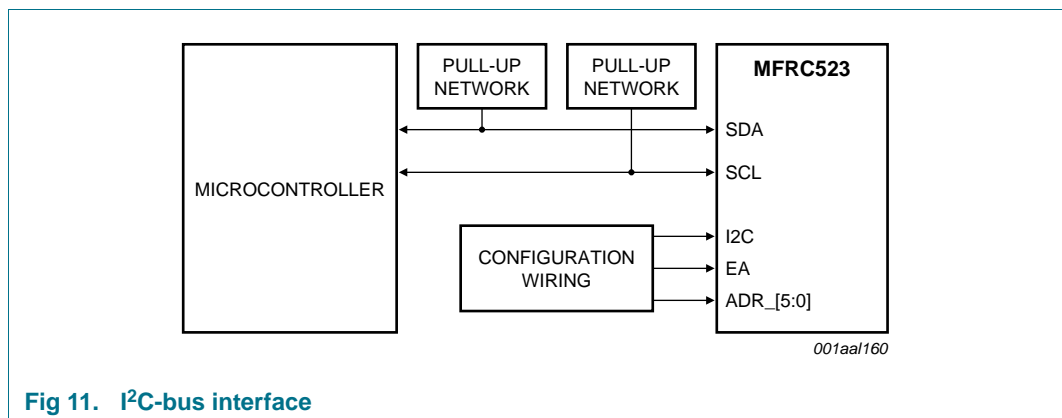 PULL-UP
NETWORK
PULL-UP
NETWORK
MFRC523
SDA
SCL
MICROCONTROLLER
CONFIGURATION
WIRING
I2C
EA
ADR_[5:0]
001aal160
Fig 11. I²C-bus interface